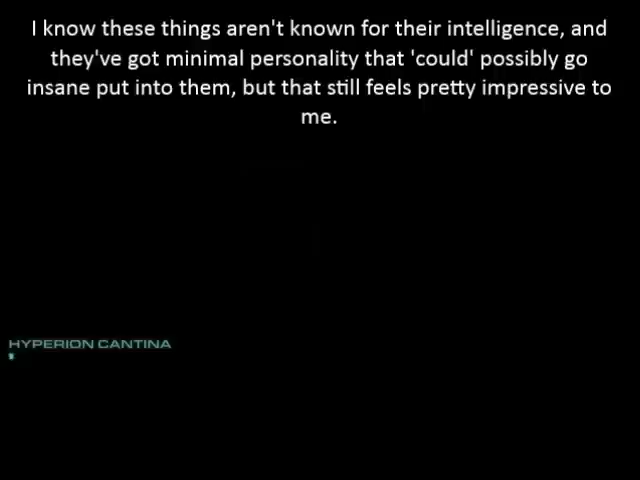 I know these things aren't known for their intelligence, and
they've got minimal personality that 'could' possibly go
insane put into them, but that still feels pretty impressive to
me.
HYPERION CANTINA